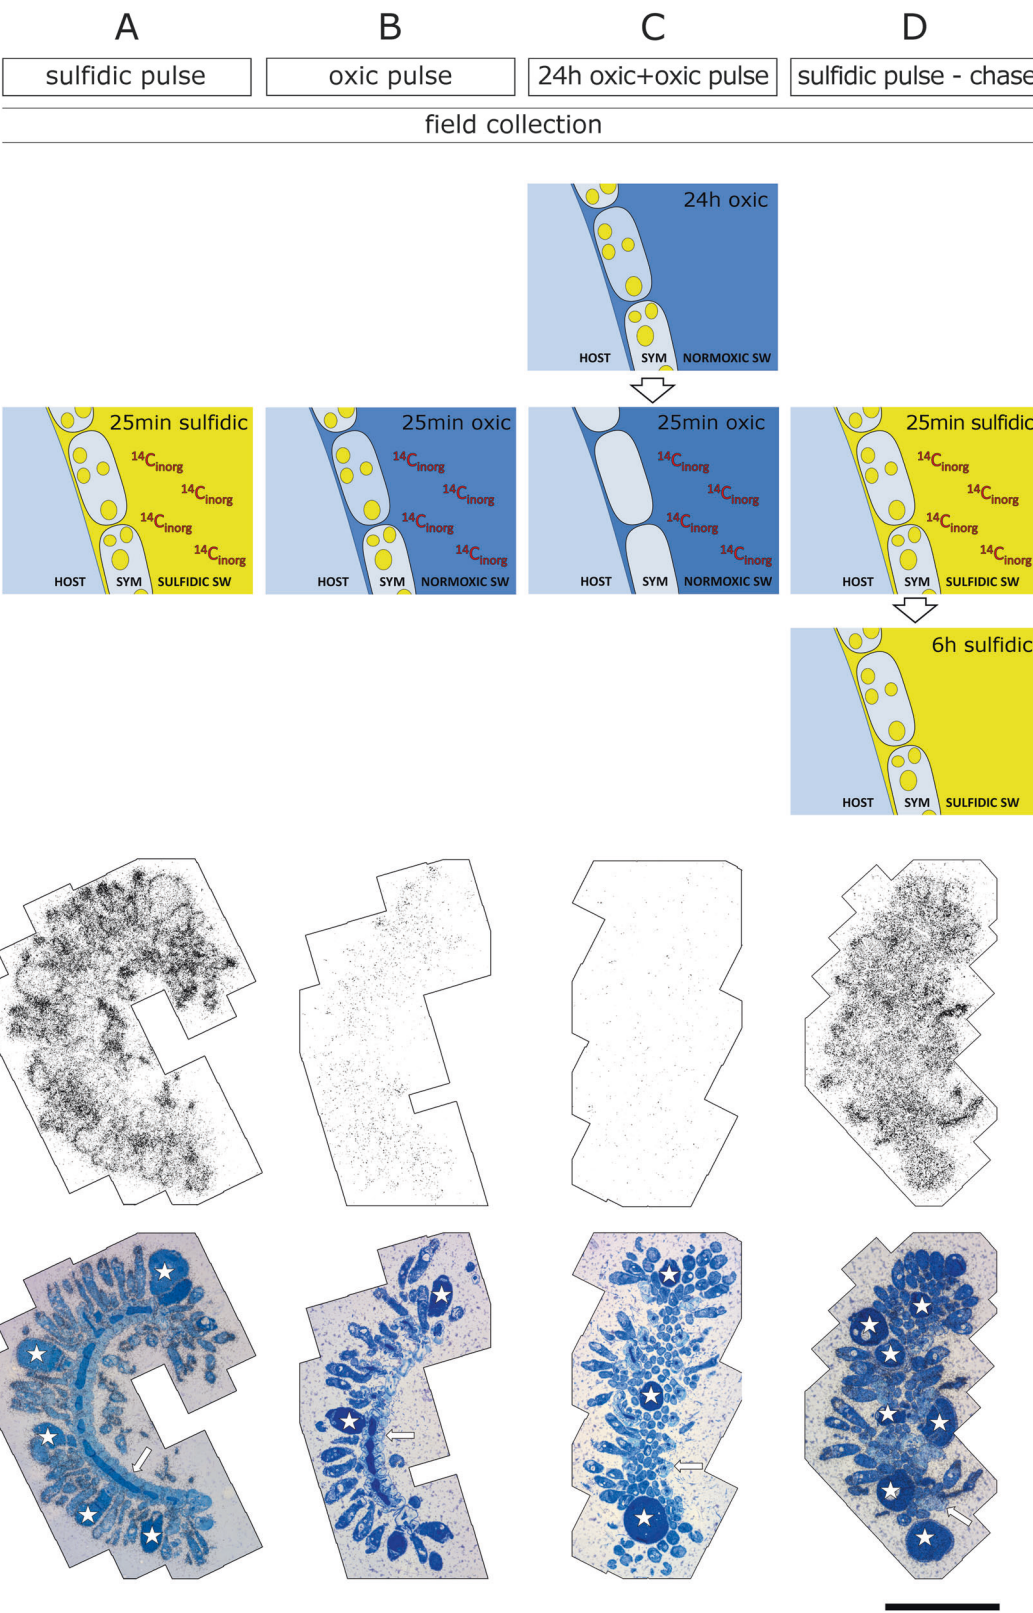 A B C D
sulfidic pulse oxic pulse 24h oxic+oxic pulse sulfidic pulse - chase
field collection
24h oxic
HOST SYM NORMOXIC SW
25min sulfidic 25min oxic 25min oxic 25min sulfidic
¹⁴Cinorg ¹⁴Cinorg ¹⁴Cinorg ¹⁴Cinorg
¹⁴Cinorg ¹⁴Cinorg ¹⁴Cinorg ¹⁴Cinorg
¹⁴Cinorg ¹⁴Cinorg ¹⁴Cinorg ¹⁴Cinorg
¹⁴Cinorg ¹⁴Cinorg ¹⁴Cinorg ¹⁴Cinorg
HOST SYM SULFIDIC SW HOST SYM NORMOXIC SW HOST SYM NORMOXIC SW HOST SYM SULFIDIC SW
6h sulfidic
HOST SYM SULFIDIC SW